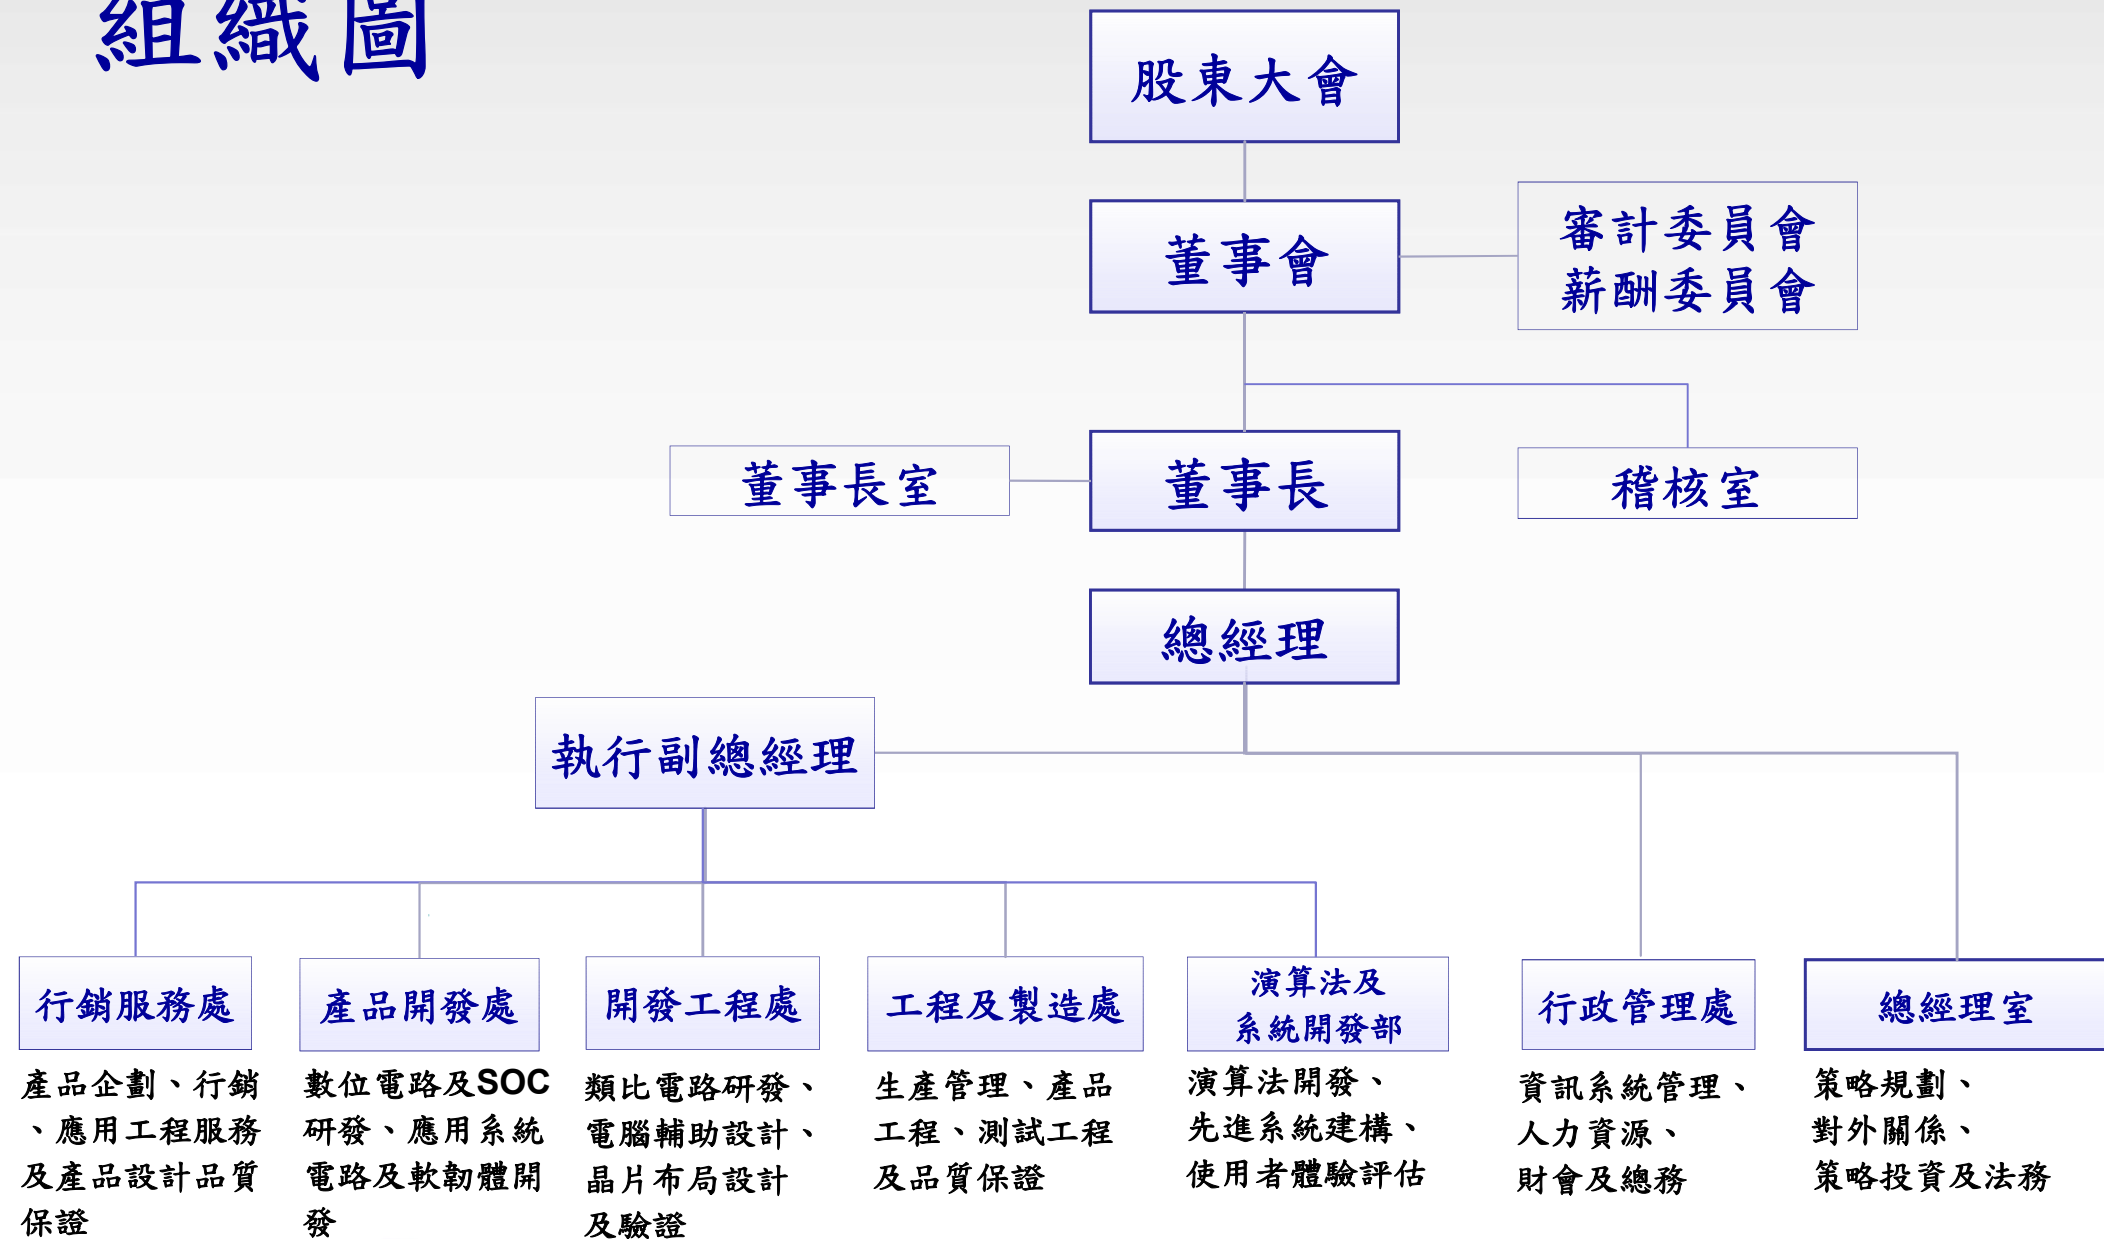 組織圖
股東大會
董事會
審計委員會
薪酬委員會
董事長室
董事長
稽核室
總經理
執行副總經理
行銷服務處
產品企劃、行銷
、應用工程服務
及產品設計品質
保證
產品開發處
數位電路及SOC
研發、應用系統
電路及軟韌體開
發
開發工程處
類比電路研發、
電腦輔助設計、
晶片布局設計
及驗證
工程及製造處
生產管理、產品
工程、測試工程
及品質保證
演算法及
系統開發部
演算法開發、
先進系統建構、
使用者體驗評估
行政管理處
資訊系統管理、
人力資源、
財會及總務
總經理室
策略規劃、
對外關係、
策略投資及法務